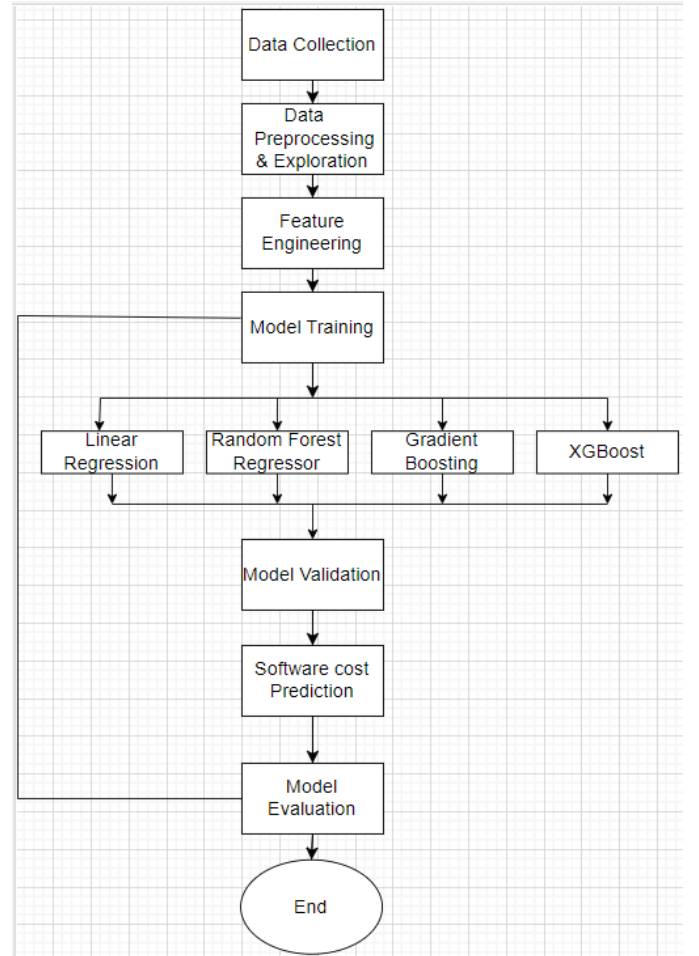 Data Collection
Data
Preprocessing
& Exploration
Feature
Engineering
Model Training
Linear
Regression
Random Forest
Regressor
Gradient
Boosting
XGBoost
Model Validation
Software cost
Prediction
Model
Evaluation
End